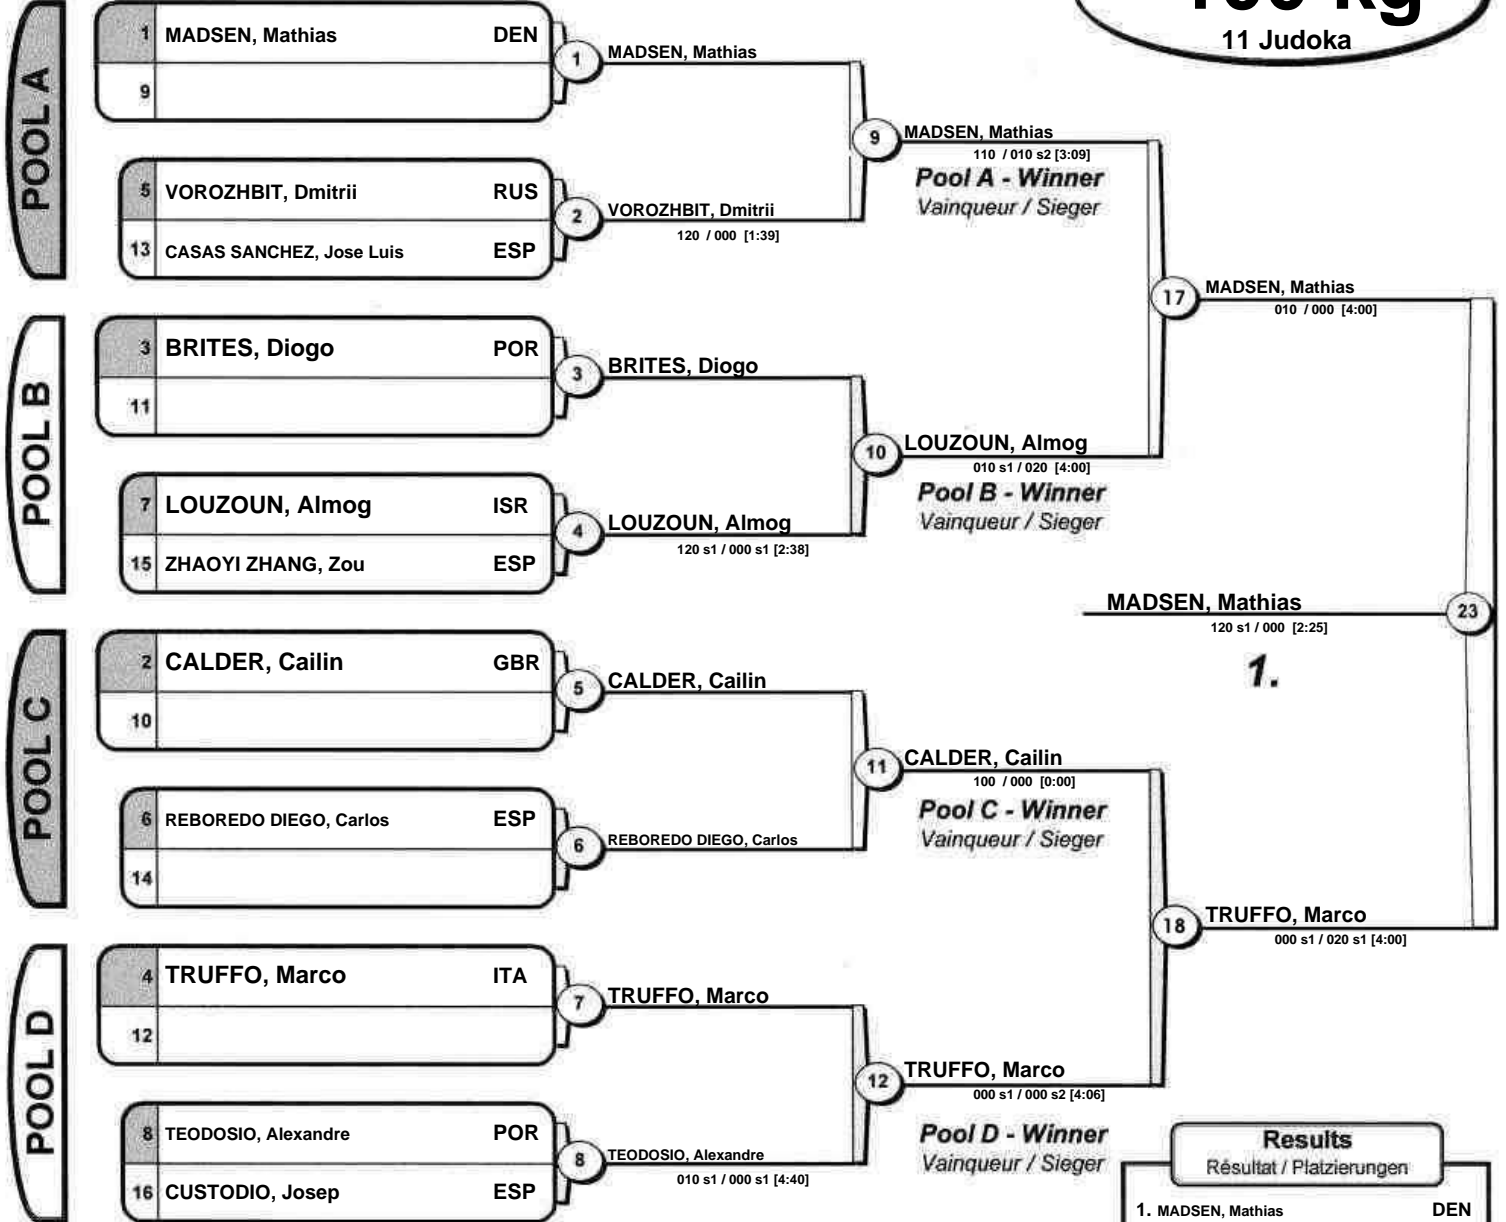 11 Judoka
POOL A
1 MADSEN, Mathias DEN
9
1 MADSEN, Mathias
5 VOROZHBIT, Dmitrii RUS
13 CASAS SANCHEZ, Jose Luis ESP
2 VOROZHBIT, Dmitrii
120 / 000 [1:39]
9 MADSEN, Mathias
110 / 010 s2 [3:09]
Pool A - Winner
Vainqueur / Sieger
POOL B
3 BRITES, Diogo POR
11
3 BRITES, Diogo
7 LOUZOUN, Almog ISR
15 ZHAOYI ZHANG, Zou ESP
4 LOUZOUN, Almog
120 s1 / 000 s1 [2:38]
10 LOUZOUN, Almog
010 s1 / 020 [4:00]
Pool B - Winner
Vainqueur / Sieger
17 MADSEN, Mathias
010 / 000 [4:00]
MADSEN, Mathias 23
120 s1 / 000 [2:25]
1.
POOL C
2 CALDER, Cailin GBR
10
5 CALDER, Cailin
6 REBOREDO DIEGO, Carlos ESP
14
6 REBOREDO DIEGO, Carlos
11 CALDER, Cailin
100 / 000 [0:00]
Pool C - Winner
Vainqueur / Sieger
18 TRUFFO, Marco
000 s1 / 020 s1 [4:00]
POOL D
4 TRUFFO, Marco ITA
12
7 TRUFFO, Marco
8 TEODOSIO, Alexandre POR
16 CUSTODIO, Josep ESP
8 TEODOSIO, Alexandre
010 s1 / 000 s1 [4:40]
12 TRUFFO, Marco
000 s1 / 000 s2 [4:06]
Pool D - Winner
Vainqueur / Sieger
Results
Résultat / Platzierungen
1. MADSEN, Mathias DEN